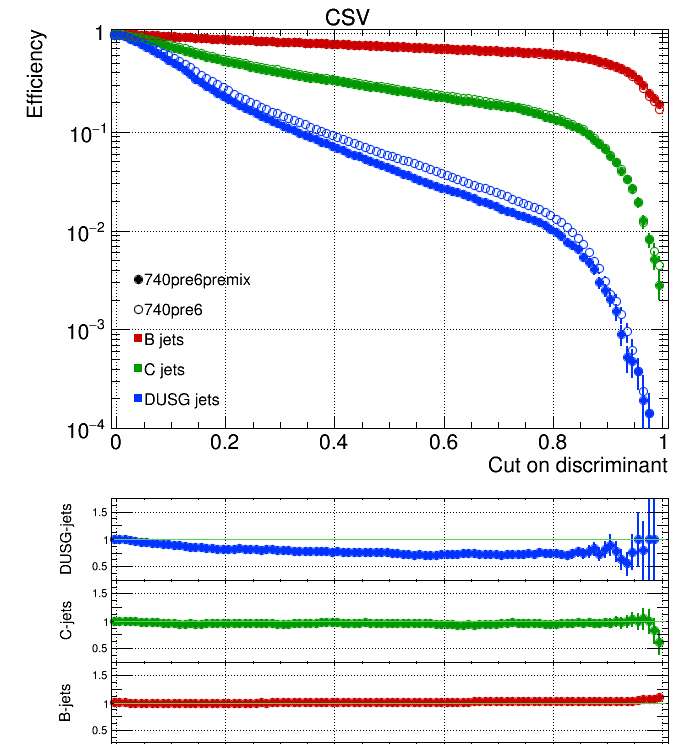 CSV
Efficiency
1
10⁻¹
10⁻²
10⁻³
10⁻⁴
740pre6premix
740pre6
B jets
C jets
DUSG jets
0 0.2 0.4 0.6 0.8 1
Cut on discriminant
DUSG-jets
1.5
1
0.5
C-jets
1.5
1
0.5
B-jets
1.5
1
0.5